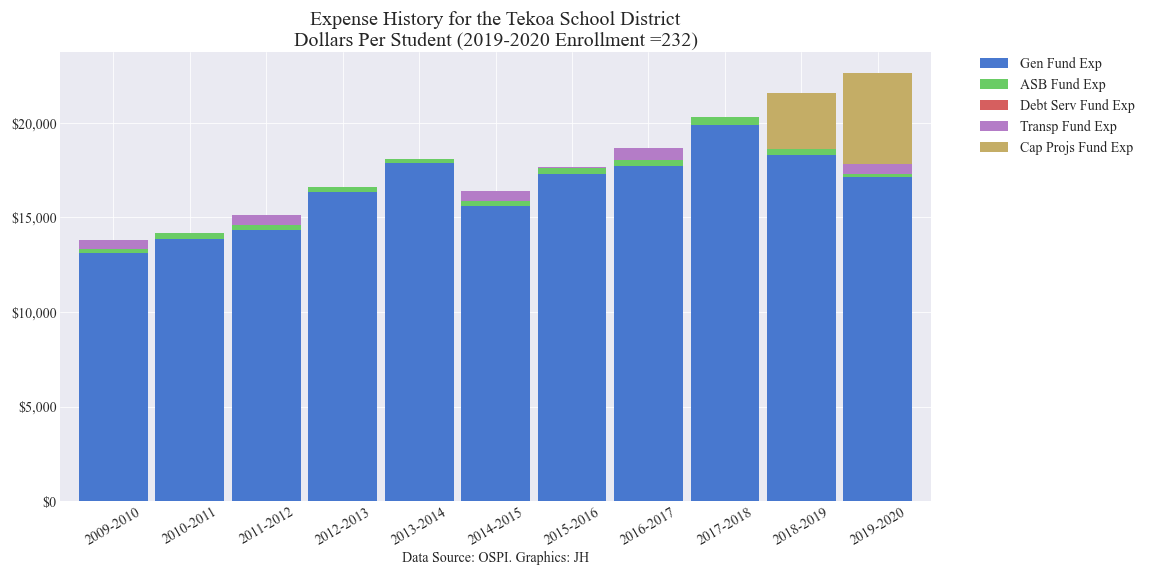 Expense History for the Tekoa School District
Dollars Per Student (2019-2020 Enrollment =232)
Gen Fund Exp
ASB Fund Exp
Debt Serv Fund Exp
Transp Fund Exp
Cap Projs Fund Exp
$20,000
$15,000
$10,000
$5,000
$0
2009-2010
2010-2011
2011-2012
2012-2013
2013-2014
2014-2015
2015-2016
2016-2017
2017-2018
2018-2019
2019-2020
Data Source: OSPI. Graphics: JH